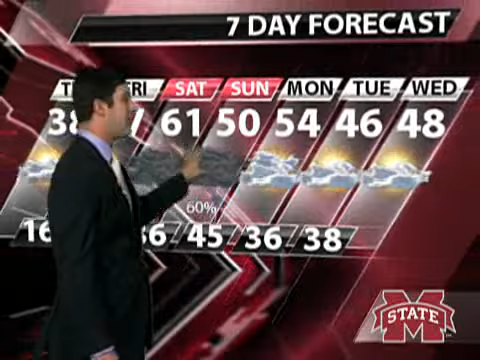 7 DAY FORECAST
SAT SUN MON TUE WED
38 61 50 54 46 48
60%
16 45 36 38
STATE